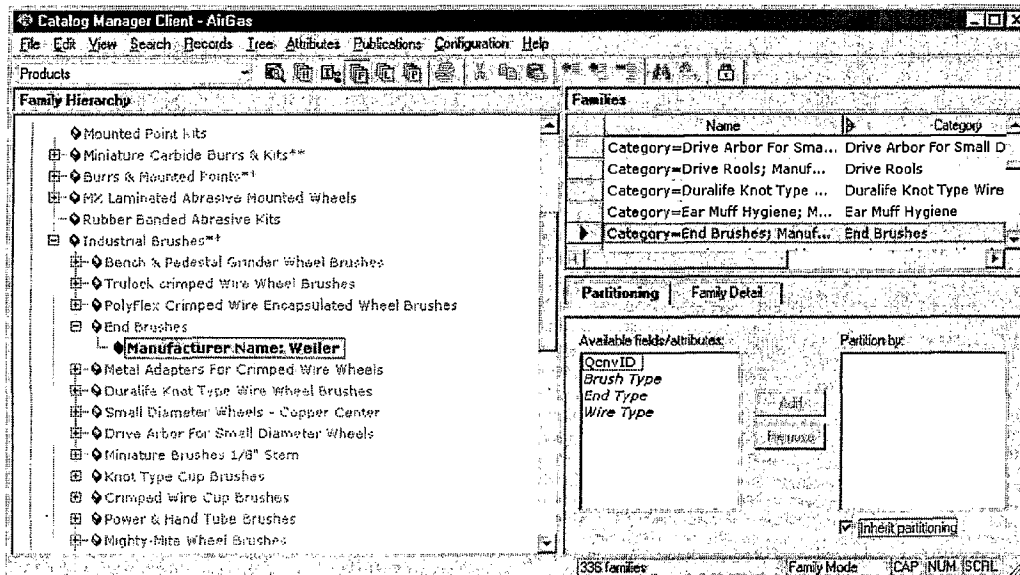 Catalog Manager Client - AirGas
File Edit View Search Records Tree Attributes Publications Configuration Help
Products
Family Hierarchy
Mounted Point Kits
Miniature Carbide Burrs & Kits**
Burrs & Mounted Points**
MX Laminated Abrasive Mounted Wheels
Rubber Bonded Abrasive Kits
Industrial Brushes**
Bench & Pedestal Grinder Wheel Brushes
Trulock crimped Wire Wheel Brushes
PolyFlex Crimped Wire Encapsulated Wheel Brushes
End Brushes
Manufacturer Name: Weiler
Metal Adapters For Crimped Wire Wheels
Duralife Knot Type Wire Wheel Brushes
Small Diameter Wheels - Copper Center
Drive Arbor For Small Diameter Wheels
Miniature Brushes 1/8" Stem
Knot Type Cup Brushes
Crimped Wire Cup Brushes
Power & Hand Tube Brushes
Mighty-Mite Wheel Brushes
Families
Name Category
Category=Drive Arbor For Sma... Drive Arbor For Small D
Category=Drive Rools; Manuf... Drive Rools
Category=Duralife Knot Type ... Duralife Knot Type Wire
Category=Ear Muff Hygiene; M... Ear Muff Hygiene
Category=End Brushes; Manuf... End Brushes
Partitioning Family Detail
Available fields/attributes: Partition by:
QcnvID
Brush Type
End Type
Wire Type
Add
Remove
Inherit partitioning
336 families Family Mode CAP NUM SCRL